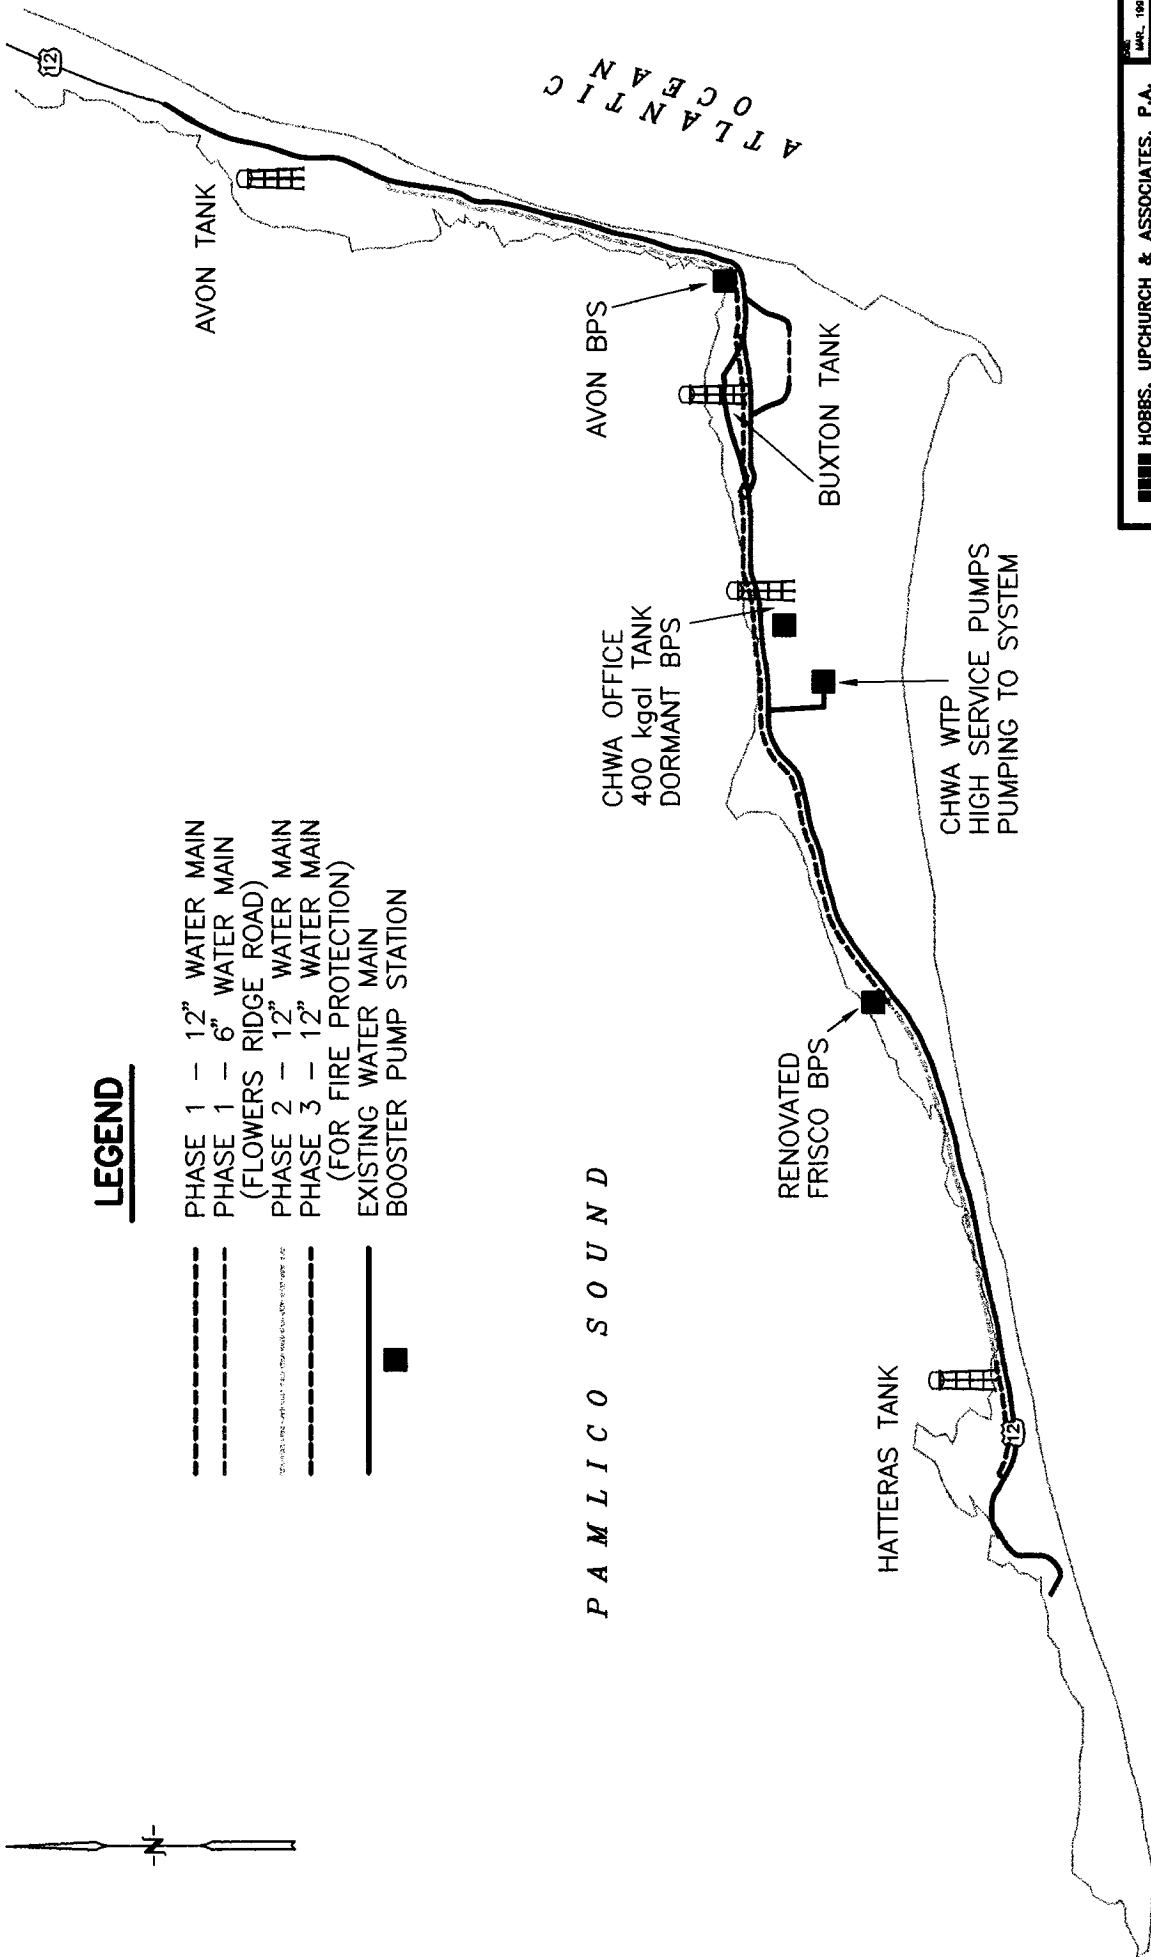 LEGEND
PHASE 1 – 12" WATER MAIN
PHASE 1 – 6" WATER MAIN
(FLOWERS RIDGE ROAD)
PHASE 2 – 12" WATER MAIN
PHASE 3 – 12" WATER MAIN
(FOR FIRE PROTECTION)
EXISTING WATER MAIN
BOOSTER PUMP STATION
-N-
12
AVON TANK
ATLANTIC
OCEAN
AVON BPS
BUXTON TANK
CHWA OFFICE
400 kgal TANK
DORMANT BPS
CHWA WTP
HIGH SERVICE PUMPS
PUMPING TO SYSTEM
PAMLICO SOUND
RENOVATED
FRISCO BPS
HATTERAS TANK
12
HOBBS, UPCHURCH & ASSOCIATES, P.A.
MAR., 199